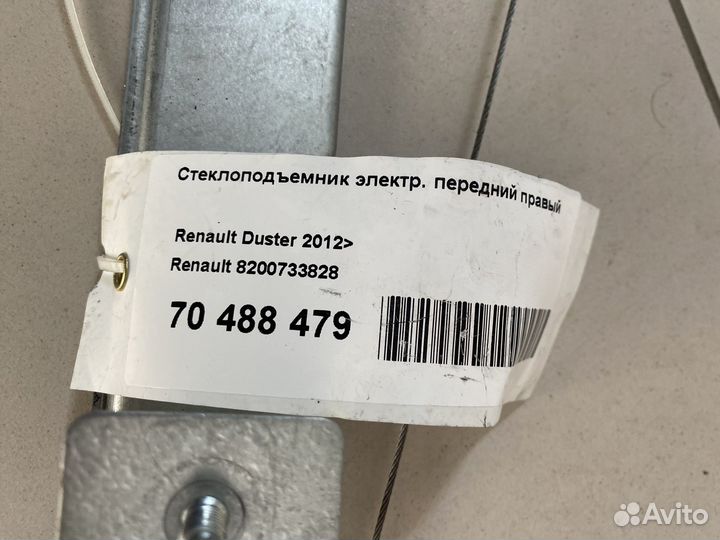 Стеклоподъемник электр. передний правый
Renault Duster 2012>
Renault 8200733828
70 488 479
Avito